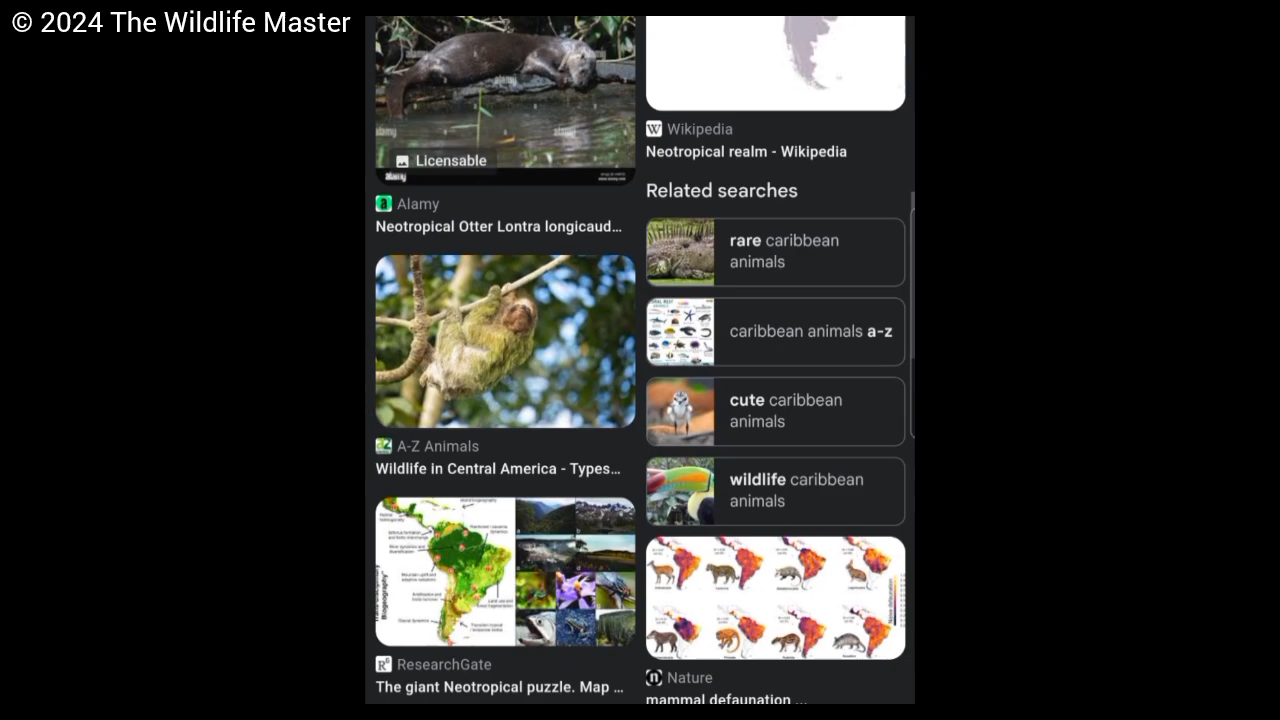 © 2024 The Wildlife Master
alamy
Licensable
alamy
Alamy
Neotropical Otter Lontra longicaud...
A-Z Animals
Wildlife in Central America - Types...
ResearchGate
The giant Neotropical puzzle. Map ...
W Wikipedia
Neotropical realm - Wikipedia
Related searches
rare caribbean
animals
caribbean animals a-z
cute caribbean
animals
wildlife caribbean
animals
n Nature
mammal defaunation ...